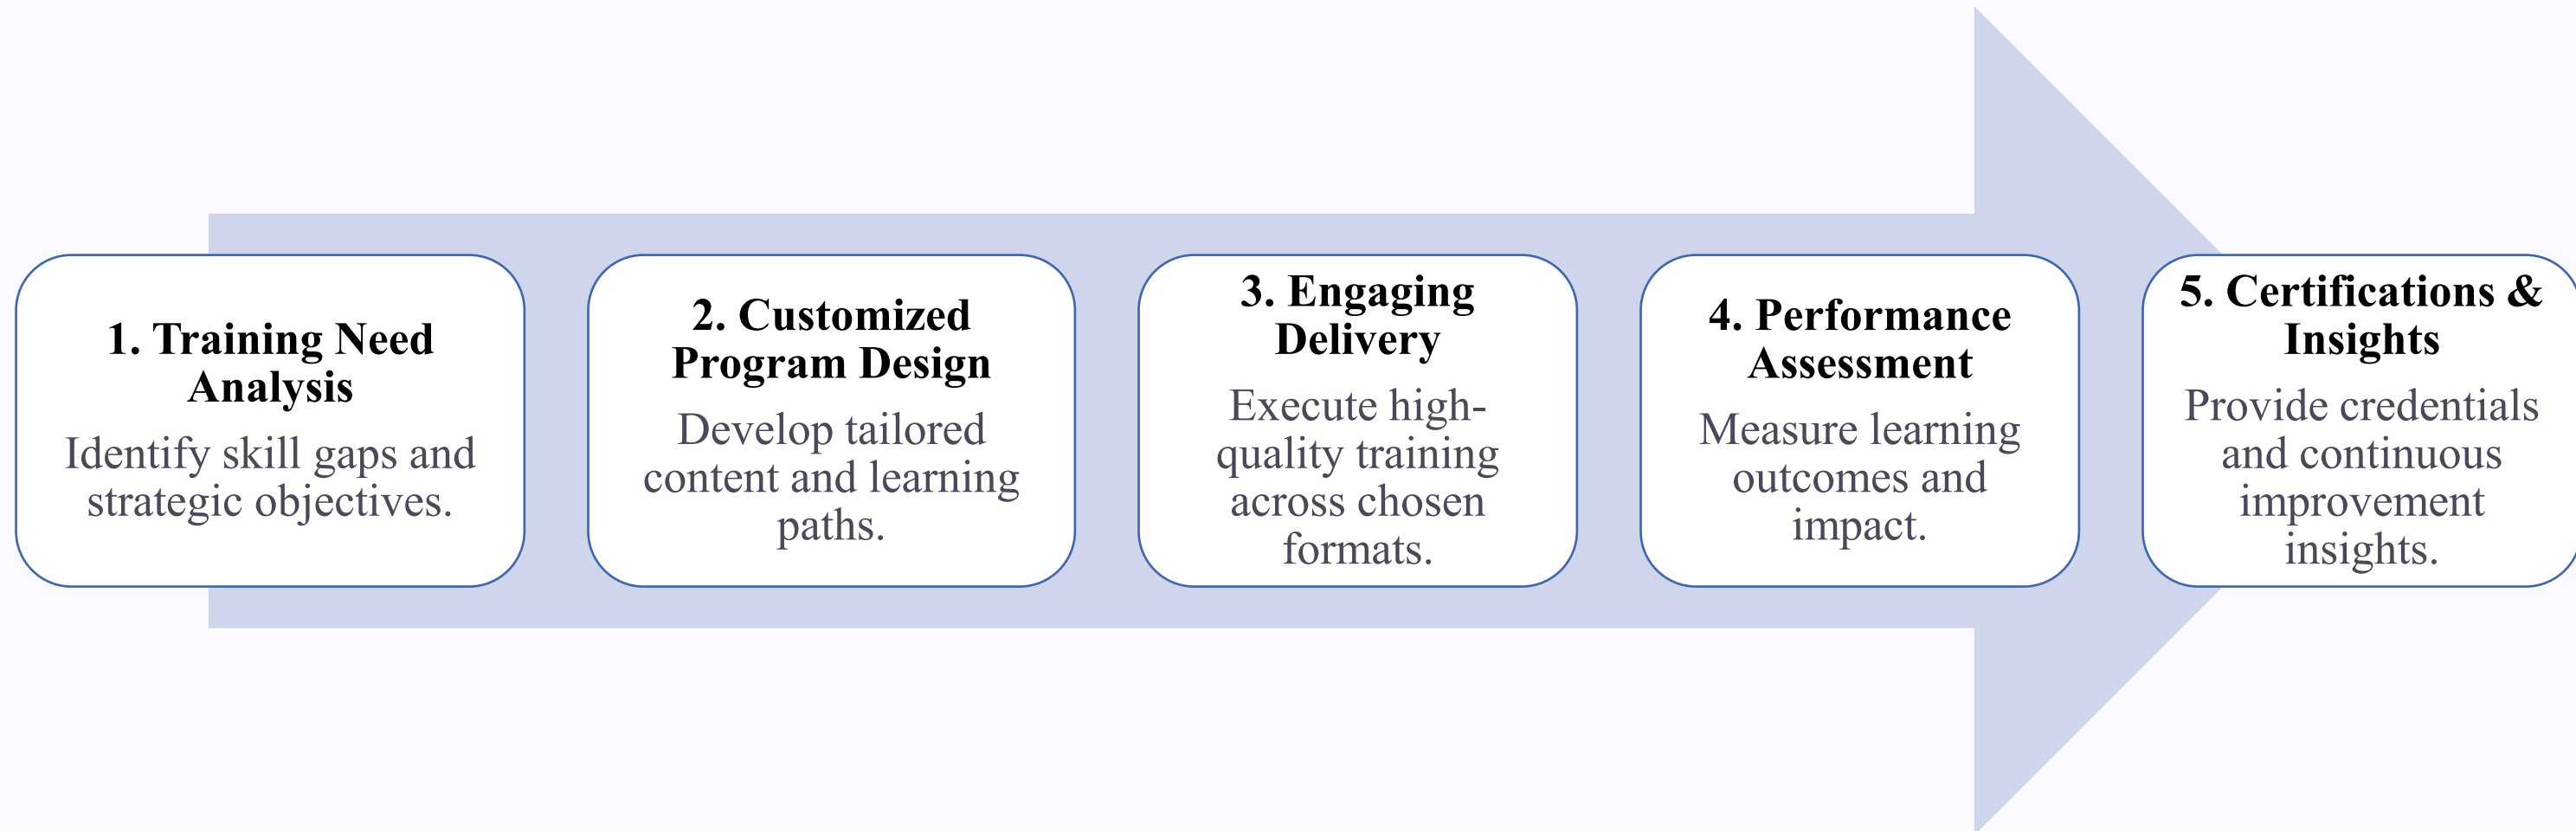 1. Training Need
Analysis
Identify skill gaps and
strategic objectives.
2. Customized
Program Design
Develop tailored
content and learning
paths.
3. Engaging
Delivery
Execute high-
quality training
across chosen
formats.
4. Performance
Assessment
Measure learning
outcomes and
impact.
5. Certifications &
Insights
Provide credentials
and continuous
improvement
insights.